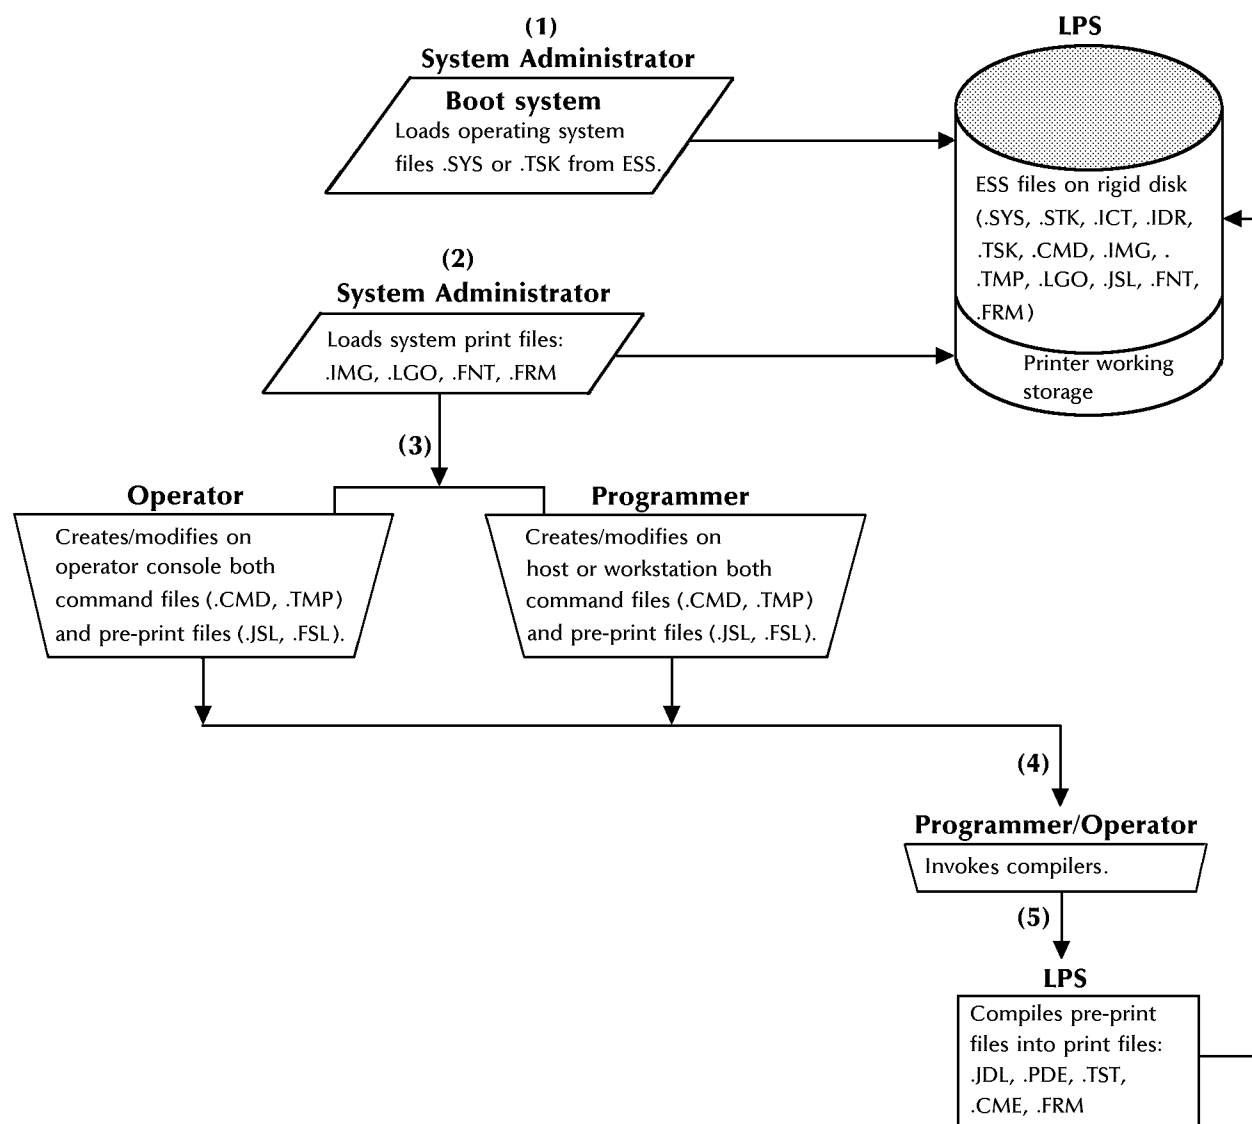 (1)
System Administrator
Boot system
Loads operating system
files .SYS or .TSK from ESS.
LPS
ESS files on rigid disk
(.SYS, .STK, .ICT, .IDR,
.TSK, .CMD, .IMG, .
.TMP, .LGO, .JSL, .FNT,
.FRM)
Printer working
storage
(2)
System Administrator
Loads system print files:
.IMG, .LGO, .FNT, .FRM
(3)
Operator
Creates/modifies on
operator console both
command files (.CMD, .TMP)
and pre-print files (.JSL, .FSL).
Programmer
Creates/modifies on
host or workstation both
command files (.CMD, .TMP)
and pre-print files (.JSL, .FSL).
(4)
Programmer/Operator
Invokes compilers.
(5)
LPS
Compiles pre-print
files into print files:
.JDL, .PDE, .TST,
.CME, .FRM